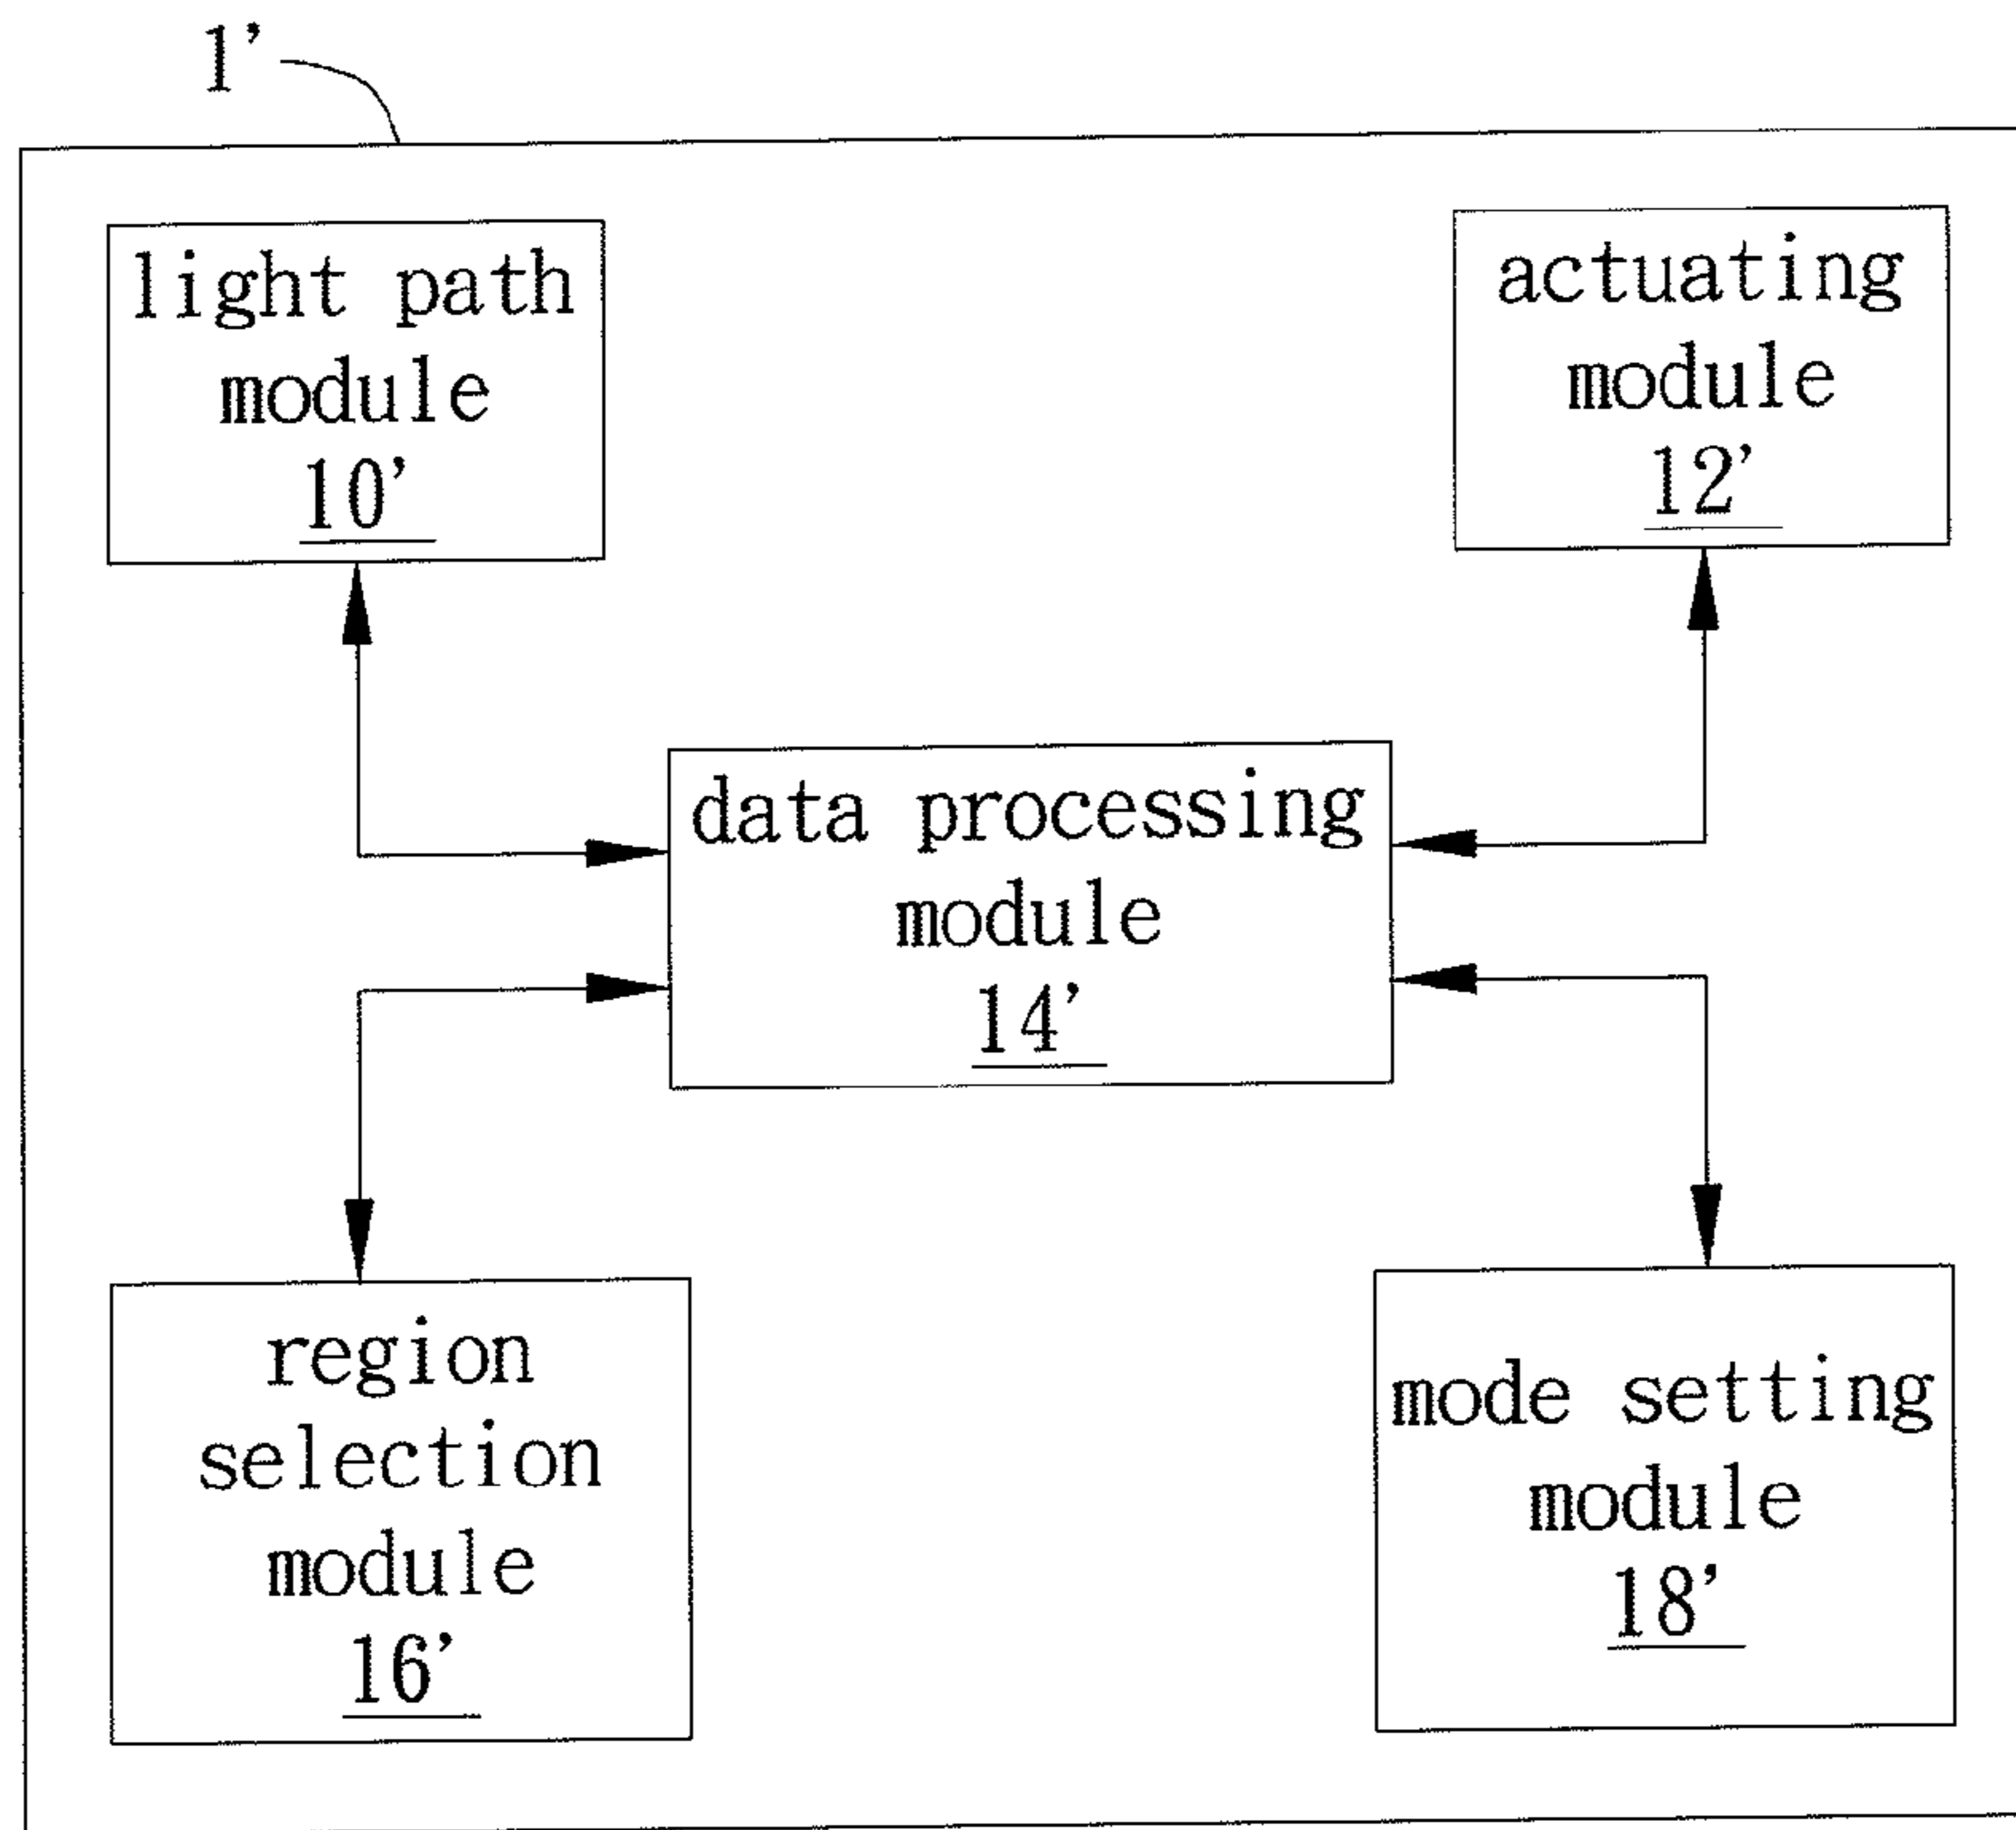 1'
light path
module
10'
actuating
module
12'
data processing
module
14'
region
selection
module
16'
mode setting
module
18'